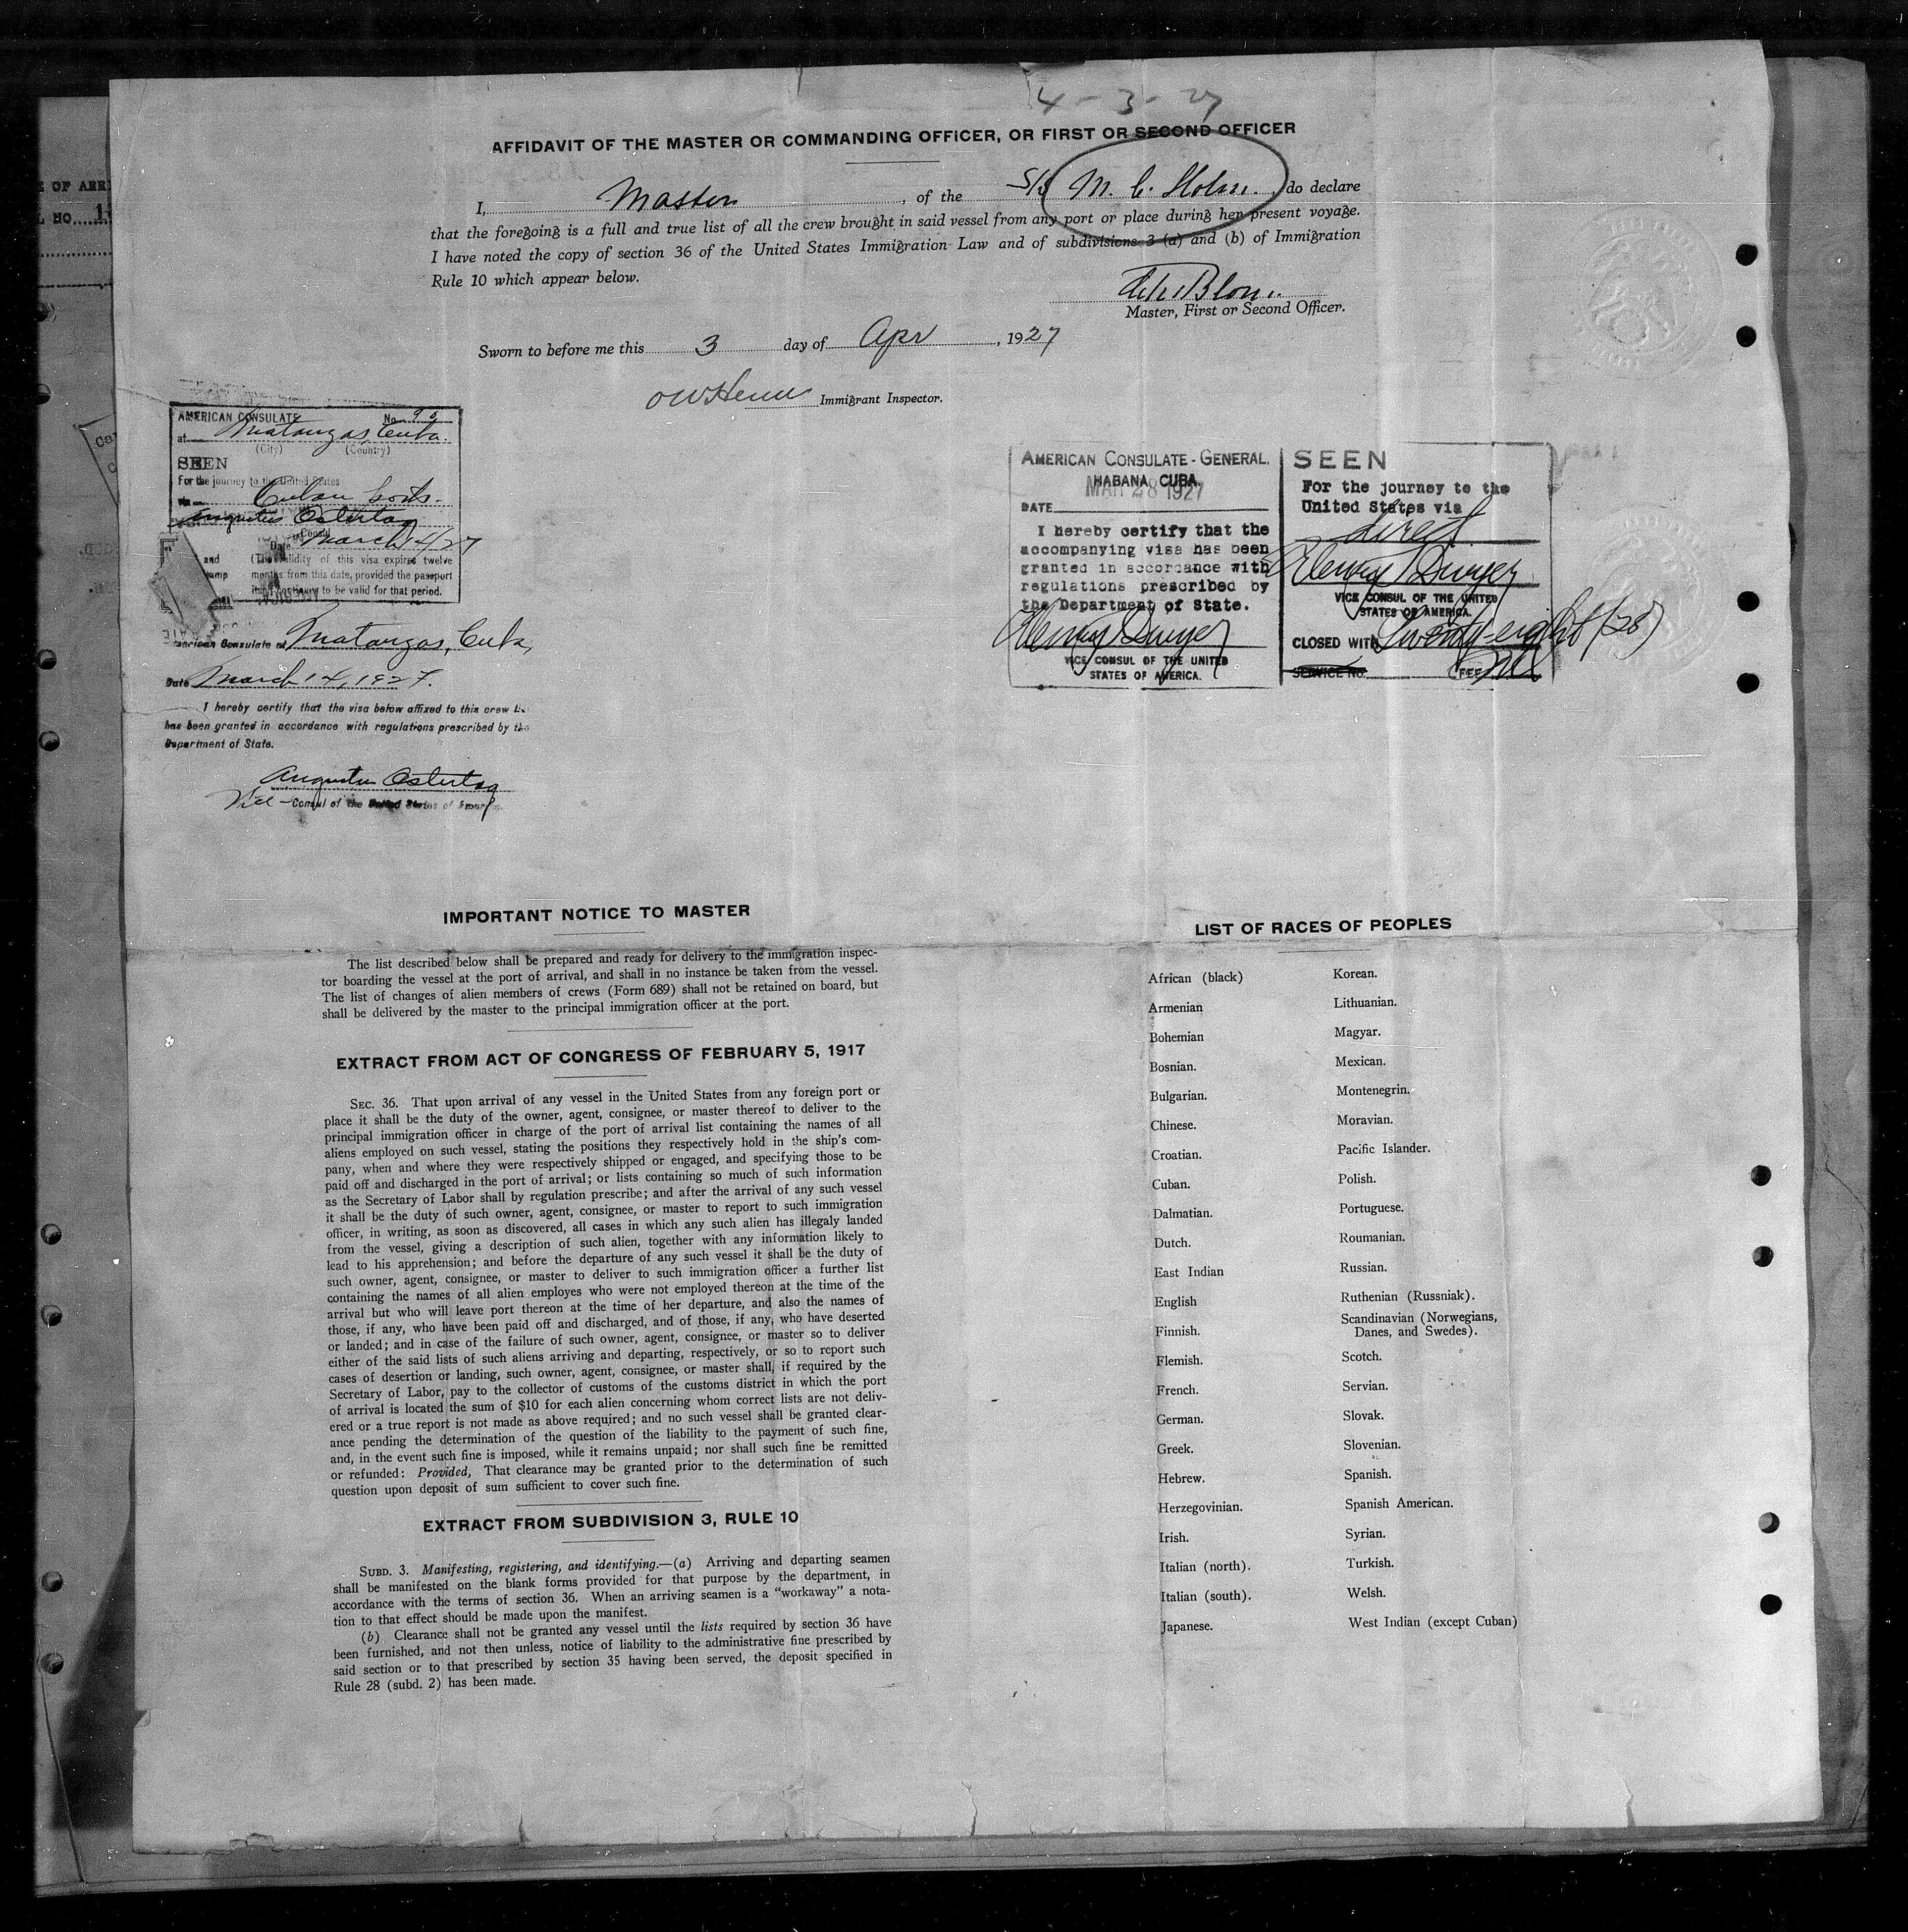 4-3-27
AFFIDAVIT OF THE MASTER OR COMMANDING OFFICER, OR FIRST OR SECOND OFFICER
I, Master, of the S/S M. C. Holm, do declare
that the foregoing is a full and true list of all the crew brought in said vessel from any port or place during her present voyage.
I have noted the copy of section 36 of the United States Immigration Law and of subdivisions 3 (a) and (b) of Immigration
Rule 10 which appear below.
Master, First or Second Officer.
Sworn to before me this 3 day of Apr, 1927
Immigrant Inspector.
E OF ARRI
L NO. 1
AMERICAN CONSULATE No. 99
at Matanzas, Cuba.
(City) (Country)
SEEN
For the journey to the United States
via Cuban ports.
Augustus Ostertag
Consul
Date March 14/27
(The validity of this visa expires twelve
months from this date, provided the passport
continues to be valid for that period.
American Consulate at Matanzas, Cuba,
Date March 14, 1927.
I hereby certify that the visa below affixed to this crew
has been granted in accordance with regulations prescribed by the
Department of State.
Augustus Ostertag
Vice-Consul of the United States of
AMERICAN CONSULATE-GENERAL.
HABANA, CUBA.
MAR 28 1927
DATE
I hereby certify that the
accompanying visa has been
granted in accordance with
regulations prescribed by
the Department of State.
VICE CONSUL OF THE UNITED
STATES OF AMERICA.
SEEN
For the journey to the
United States via
direct
VICE CONSUL OF THE UNITED
STATES OF AMERICA.
CLOSED WITH Twenty-eight (28)
SERVICE NO. FEE
IMPORTANT NOTICE TO MASTER
The list described below shall be prepared and ready for delivery to the immigration inspec-
tor boarding the vessel at the port of arrival, and shall in no instance be taken from the vessel.
The list of changes of alien members of crews (Form 689) shall not be retained on board, but
shall be delivered by the master to the principal immigration officer at the port.
EXTRACT FROM ACT OF CONGRESS OF FEBRUARY 5, 1917
SEC. 36. That upon arrival of any vessel in the United States from any foreign port or
place it shall be the duty of the owner, agent, consignee, or master thereof to deliver to the
principal immigration officer in charge of the port of arrival list containing the names of all
aliens employed on such vessel, stating the positions they respectively hold in the ship's com-
pany, when and where they were respectively shipped or engaged, and specifying those to be
paid off and discharged in the port of arrival; or lists containing so much of such information
as the Secretary of Labor shall by regulation prescribe; and after the arrival of any such vessel
it shall be the duty of such owner, agent, consignee, or master to report to such immigration
officer, in writing, as soon as discovered, all cases in which any such alien has illegaly landed
from the vessel, giving a description of such alien, together with any information likely to
lead to his apprehension; and before the departure of any such vessel it shall be the duty of
such owner, agent, consignee, or master to deliver to such immigration officer a further list
containing the names of all alien employes who were not employed thereon at the time of the
arrival but who will leave port thereon at the time of her departure, and also the names of
those, if any, who have been paid off and discharged, and of those, if any, who have deserted
or landed; and in case of the failure of such owner, agent, consignee, or master so to deliver
either of the said lists of such aliens arriving and departing, respectively, or so to report such
cases of desertion or landing, such owner, agent, consignee, or master shall, if required by the
Secretary of Labor, pay to the collector of customs of the customs district in which the port
of arrival is located the sum of $10 for each alien concerning whom correct lists are not deliv-
ered or a true report is not made as above required; and no such vessel shall be granted clear-
ance pending the determination of the question of the liability to the payment of such fine,
and, in the event such fine is imposed, while it remains unpaid; nor shall such fine be remitted
or refunded: Provided, That clearance may be granted prior to the determination of such
question upon deposit of sum sufficient to cover such fine.
EXTRACT FROM SUBDIVISION 3, RULE 10
SUBD. 3. Manifesting, registering, and identifying.—(a) Arriving and departing seamen
shall be manifested on the blank forms provided for that purpose by the department, in
accordance with the terms of section 36. When an arriving seamen is a "workaway" a nota-
tion to that effect should be made upon the manifest.
(b) Clearance shall not be granted any vessel until the lists required by section 36 have
been furnished, and not then unless, notice of liability to the administrative fine prescribed by
said section or to that prescribed by section 35 having been served, the deposit specified in
Rule 28 (subd. 2) has been made.
LIST OF RACES OF PEOPLES
African (black)
Armenian
Bohemian
Bosnian.
Bulgarian.
Chinese.
Croatian.
Cuban.
Dalmatian.
Dutch.
East Indian
English
Finnish.
Flemish.
French.
German.
Greek.
Hebrew.
Herzegovinian.
Irish.
Italian (north).
Italian (south).
Japanese.
Korean.
Lithuanian.
Magyar.
Mexican.
Montenegrin.
Moravian.
Pacific Islander.
Polish.
Portuguese.
Roumanian.
Russian.
Ruthenian (Russniak).
Scandinavian (Norwegians,
Danes, and Swedes).
Scotch.
Servian.
Slovak.
Slovenian.
Spanish.
Spanish American.
Syrian.
Turkish.
Welsh.
West Indian (except Cuban)